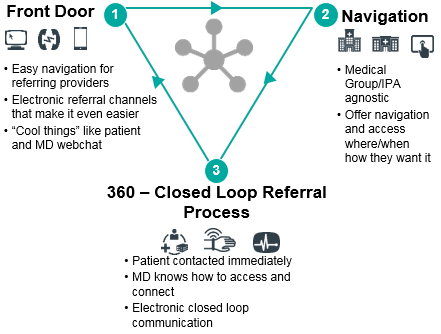 Front Door
1
• Easy navigation for
referring providers
• Electronic referral channels
that make it even easier
• “Cool things” like patient
and MD webchat
2
Navigation
• Medical
Group/IPA
agnostic
• Offer navigation
and access
where/when
how they want it
3
360 – Closed Loop Referral
Process
• Patient contacted immediately
• MD knows how to access and
connect
• Electronic closed loop
communication